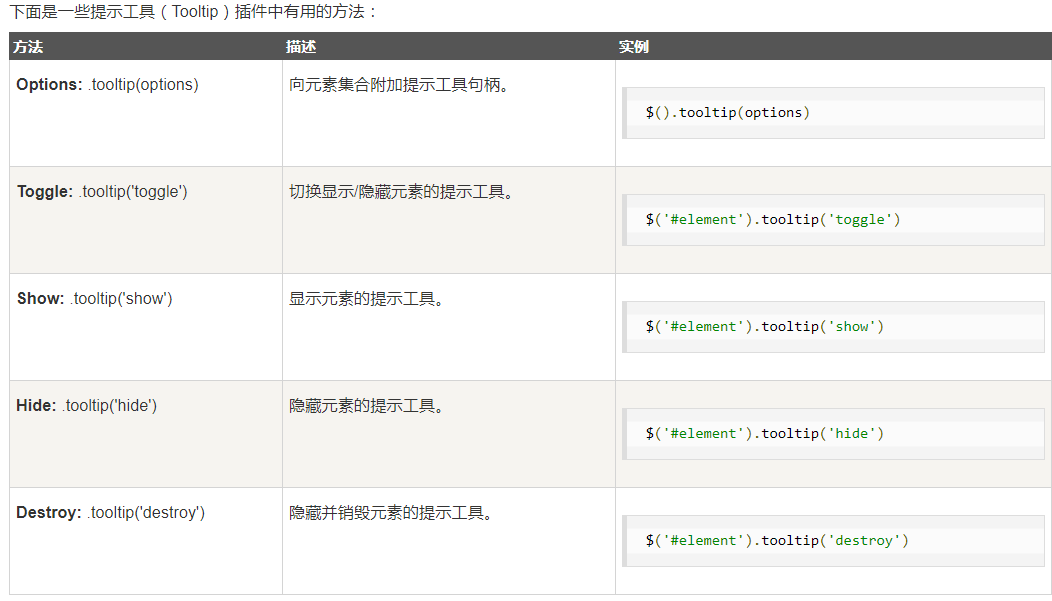 下面是一些提示工具（Tooltip）插件中有用的方法：
方法 描述 实例
Options: .tooltip(options) 向元素集合附加提示工具句柄。 $().tooltip(options)
Toggle: .tooltip('toggle') 切换显示/隐藏元素的提示工具。 $('#element').tooltip('toggle')
Show: .tooltip('show') 显示元素的提示工具。 $('#element').tooltip('show')
Hide: .tooltip('hide') 隐藏元素的提示工具。 $('#element').tooltip('hide')
Destroy: .tooltip('destroy') 隐藏并销毁元素的提示工具。 $('#element').tooltip('destroy')